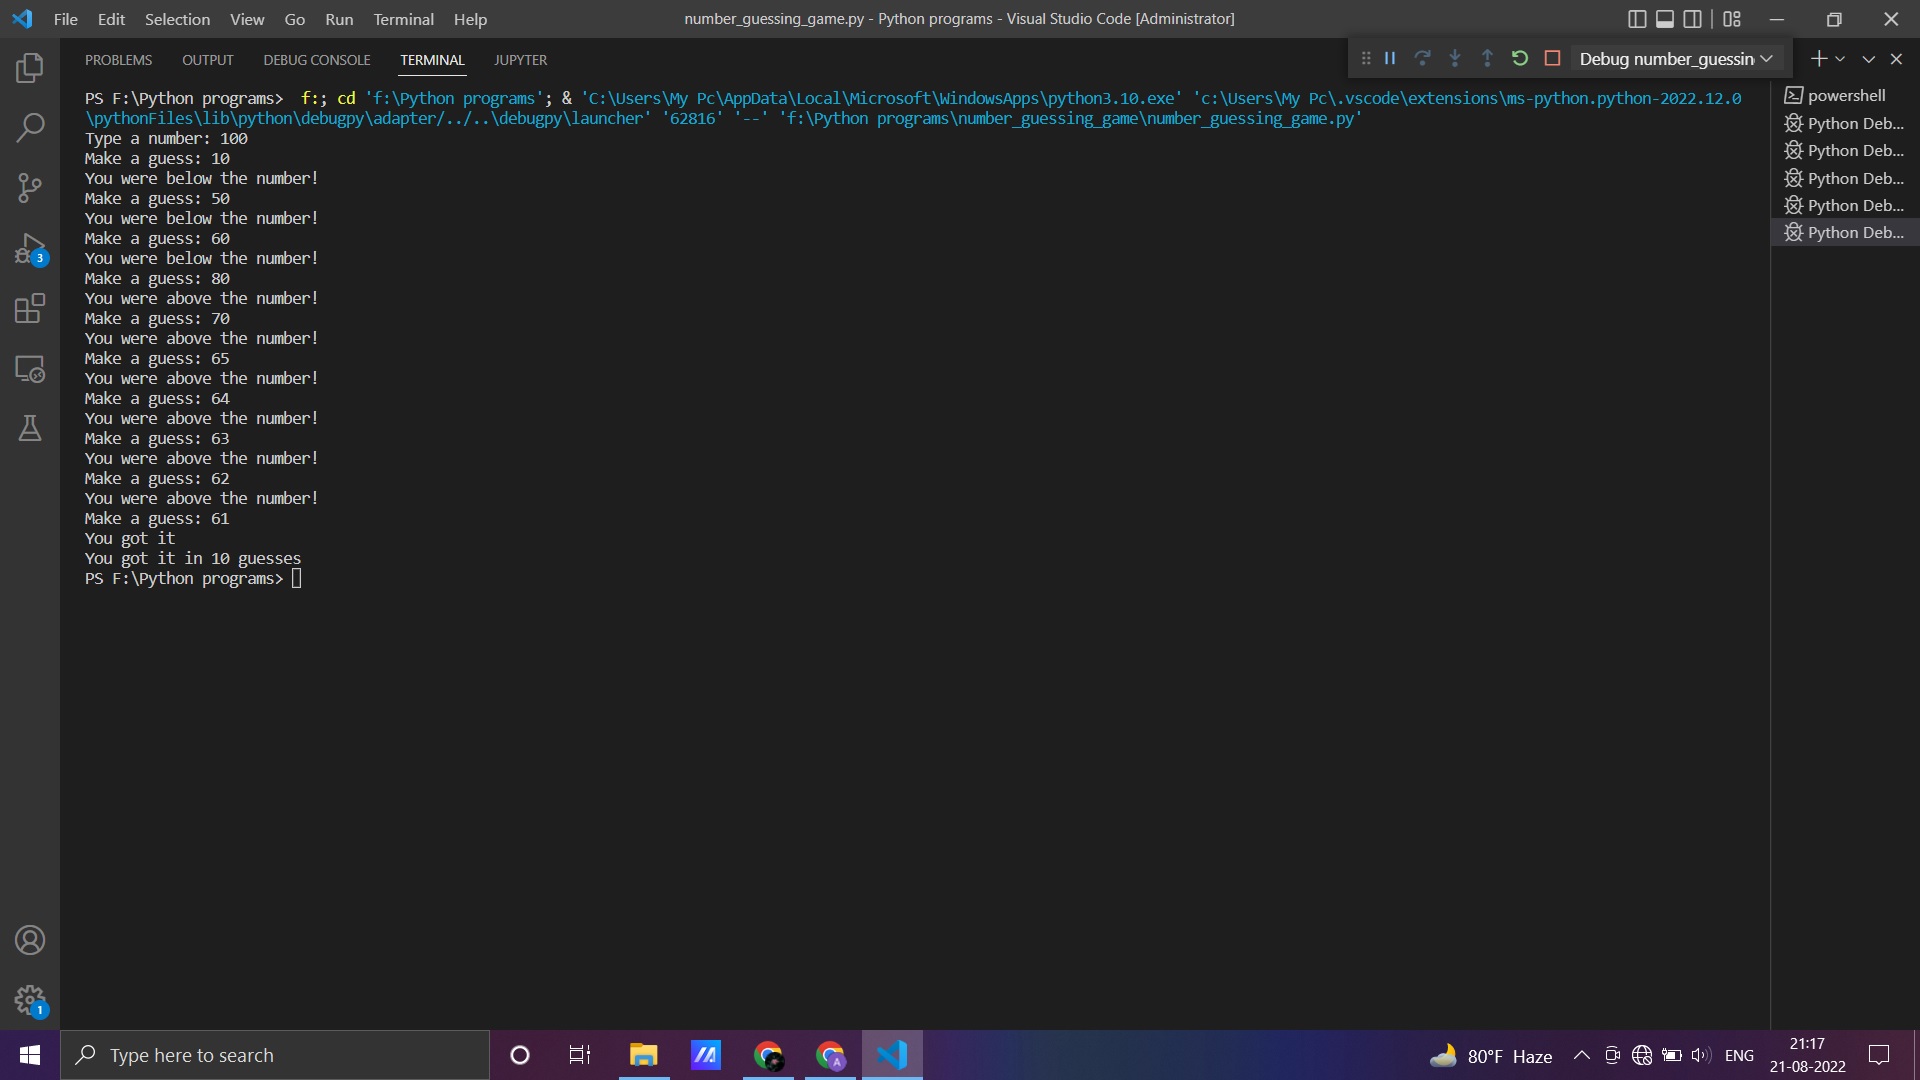 File Edit Selection View Go Run Terminal Help
number_guessing_game.py - Python programs - Visual Studio Code [Administrator]
PROBLEMS OUTPUT DEBUG CONSOLE TERMINAL JUPYTER
Debug number_guessin
PS F:\Python programs>  f:; cd 'f:\Python programs'; & 'C:\Users\My Pc\AppData\Local\Microsoft\WindowsApps\python3.10.exe' 'c:\Users\My Pc\.vscode\extensions\ms-python.python-2022.12.0
\pythonFiles\lib\python\debugpy\adapter/../..\debugpy\launcher' '62816' '--' 'f:\Python programs\number_guessing_game\number_guessing_game.py'
Type a number: 100
Make a guess: 10
You were below the number!
Make a guess: 50
You were below the number!
Make a guess: 60
You were below the number!
Make a guess: 80
You were above the number!
Make a guess: 70
You were above the number!
Make a guess: 65
You were above the number!
Make a guess: 64
You were above the number!
Make a guess: 63
You were above the number!
Make a guess: 62
You were above the number!
Make a guess: 61
You got it
You got it in 10 guesses
PS F:\Python programs>
powershell
Python Deb...
Python Deb...
Python Deb...
Python Deb...
Python Deb...
3
1
Type here to search
A
80°F Haze
ENG
21:17
21-08-2022